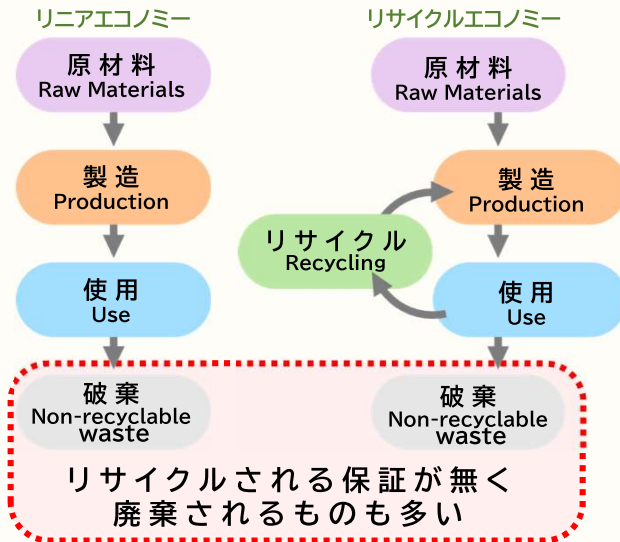 リニアエコノミー
原材料
Raw Materials
製造
Production
使用
Use
破棄
Non-recyclable
waste
リサイクルエコノミー
原材料
Raw Materials
製造
Production
リサイクル
Recycling
使用
Use
破棄
Non-recyclable
waste
リサイクルされる保証が無く
廃棄されるものも多い